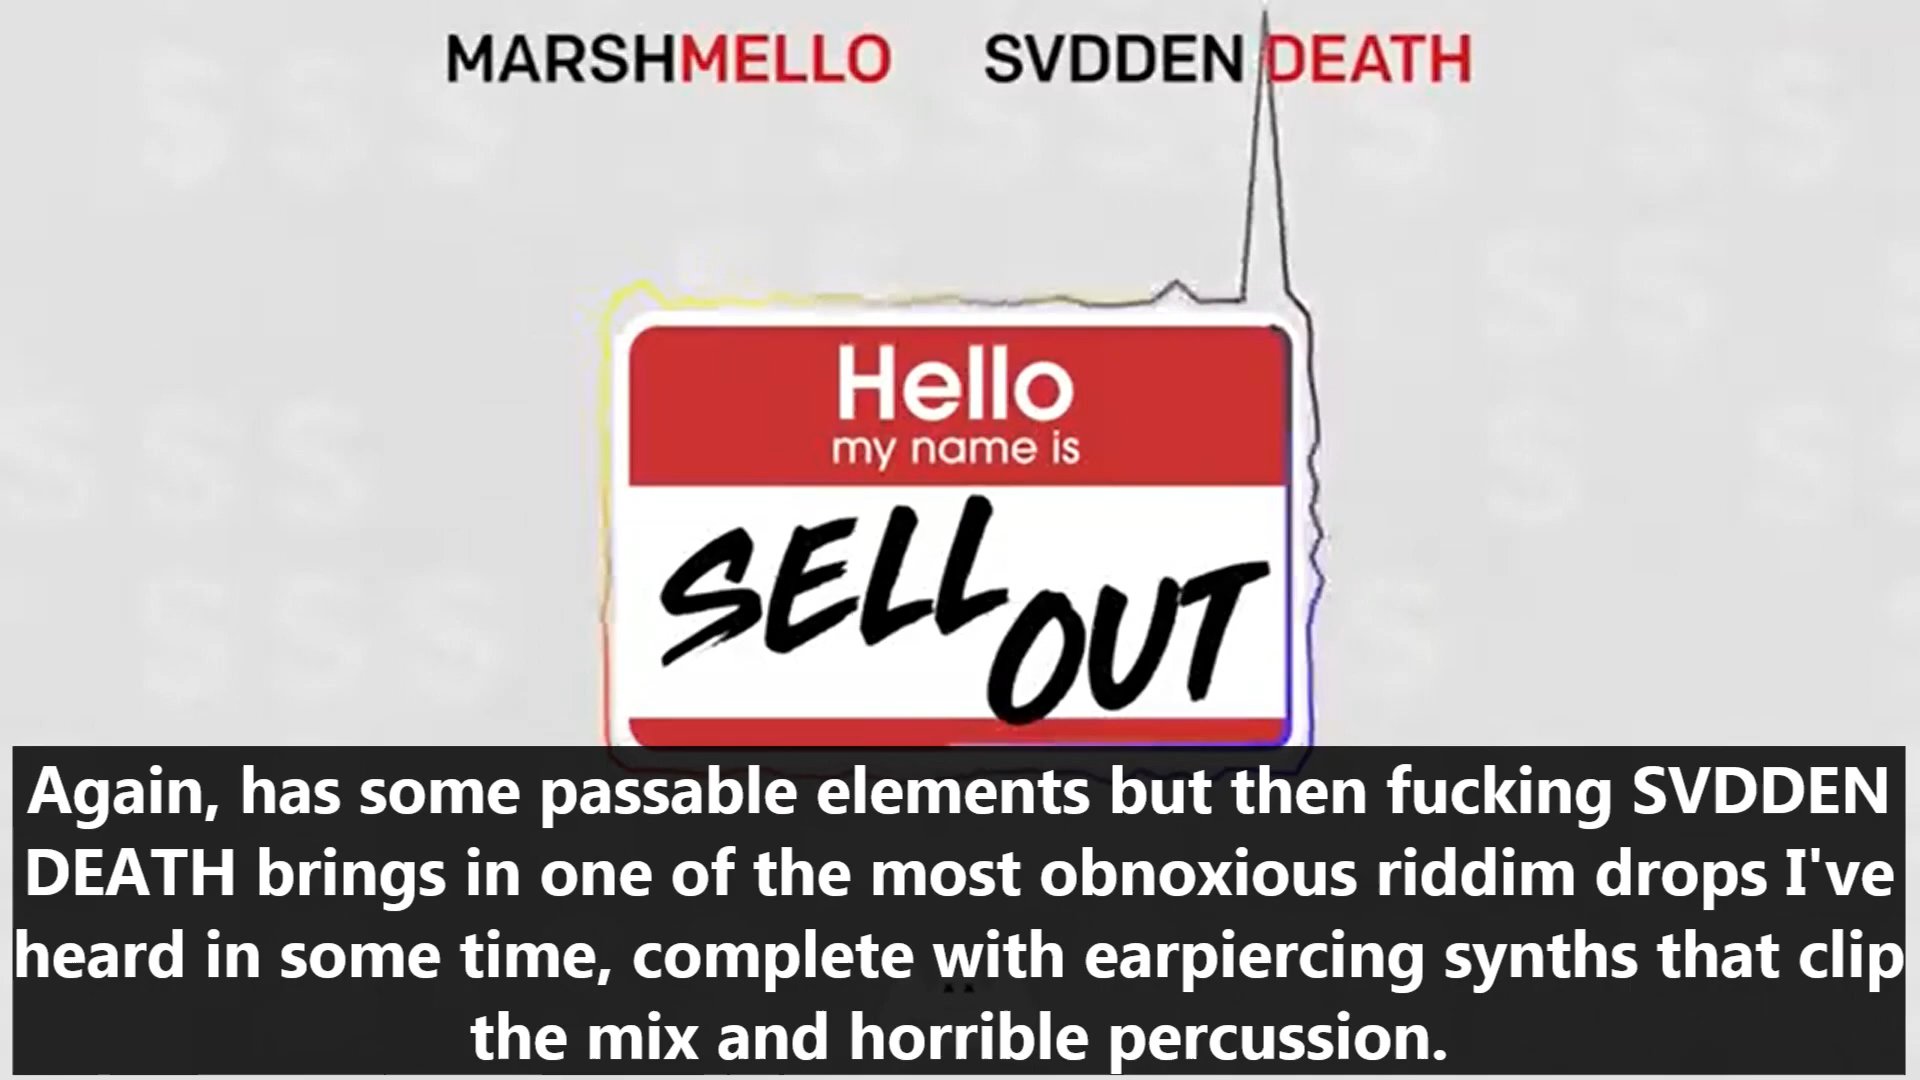 MARSHMELLO SVDDEN DEATH
Hello
my name is
SELL OUT
Again, has some passable elements but then fucking SVDDEN
DEATH brings in one of the most obnoxious riddim drops I've
heard in some time, complete with earpiercing synths that clip
the mix and horrible percussion.